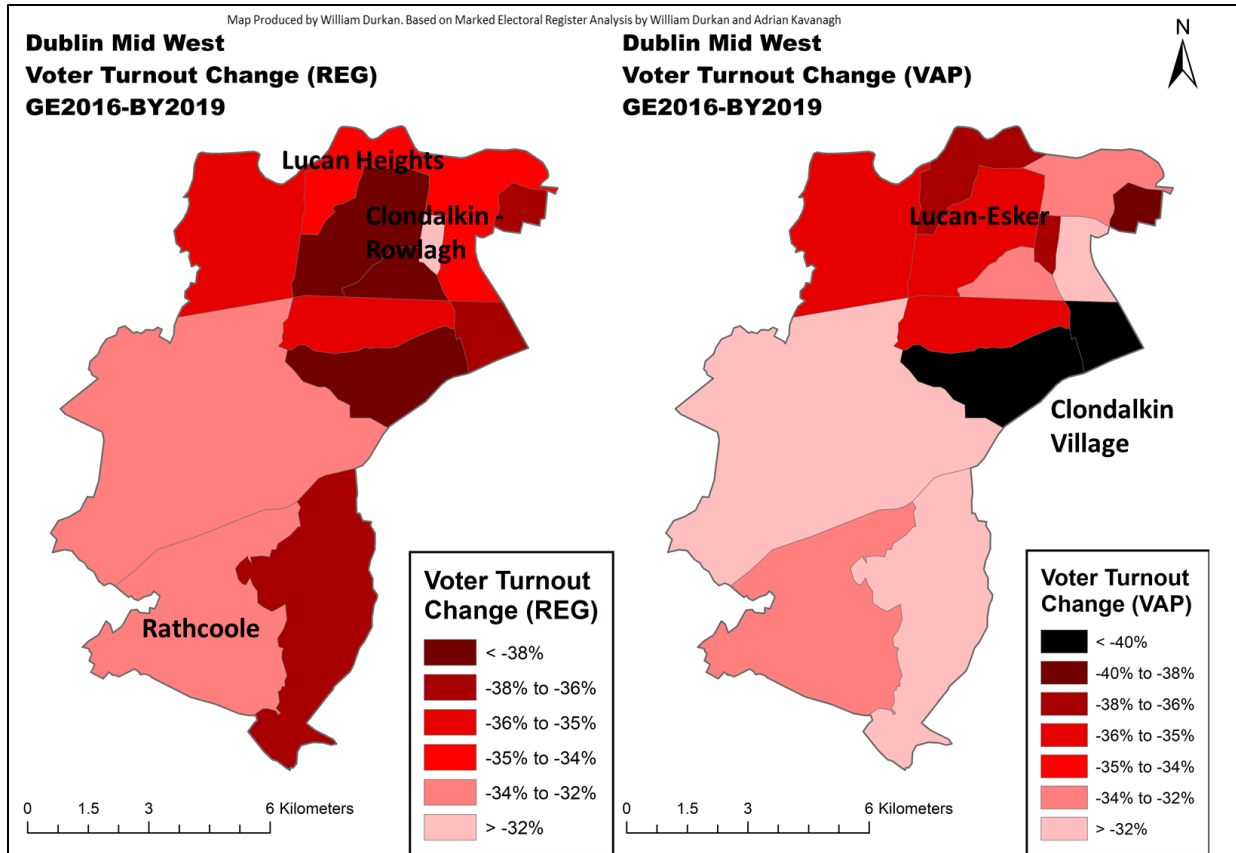 Map Produced by William Durkan. Based on Marked Electoral Register Analysis by William Durkan and Adrian Kavanagh
Dublin Mid West
Voter Turnout Change (REG)
GE2016-BY2019
Lucan Heights
Clondalkin -
Rowlagh
Rathcoole
Voter Turnout
Change (REG)
< -38%
-38% to -36%
-36% to -35%
-35% to -34%
-34% to -32%
> -32%
0 1.5 3 6 Kilometers
Dublin Mid West
Voter Turnout Change (VAP)
GE2016-BY2019
N
Lucan-Esker
Clondalkin
Village
Voter Turnout
Change (VAP)
< -40%
-40% to -38%
-38% to -36%
-36% to -35%
-35% to -34%
-34% to -32%
> -32%
0 1.5 3 6 Kilometers